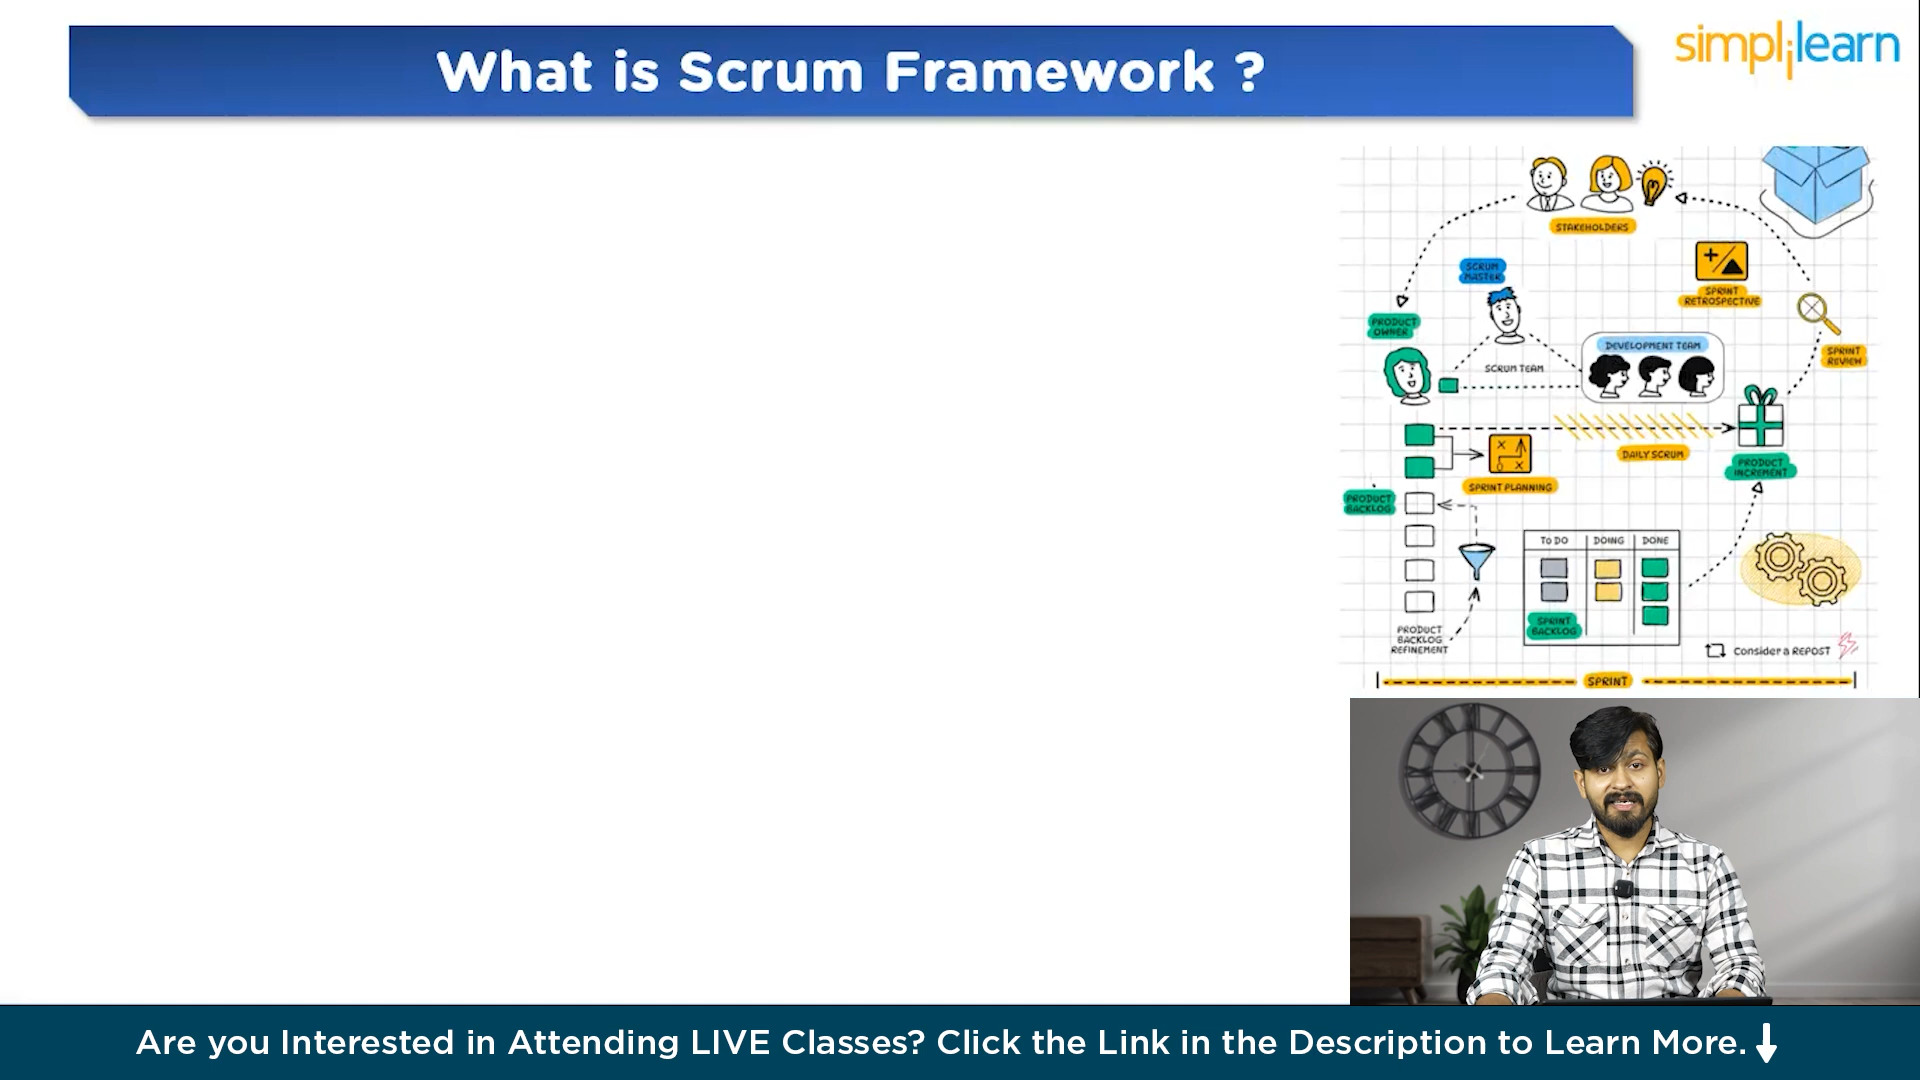 What is Scrum Framework ?
simplilearn
STAKEHOLDERS
SCRUM
MASTER
SPRINT
RETROSPECTIVE
PRODUCT
OWNER
DEVELOPMENT TEAM
SPRINT
REVIEW
SCRUM TEAM
DAILY SCRUM
PRODUCT
INCREMENT
SPRINT PLANNING
PRODUCT
BACKLOG
TO DO
DOING
DONE
SPRINT
BACKLOG
PRODUCT
BACKLOG
REFINEMENT
Consider a REPOST
SPRINT
Are you Interested in Attending LIVE Classes? Click the Link in the Description to Learn More.